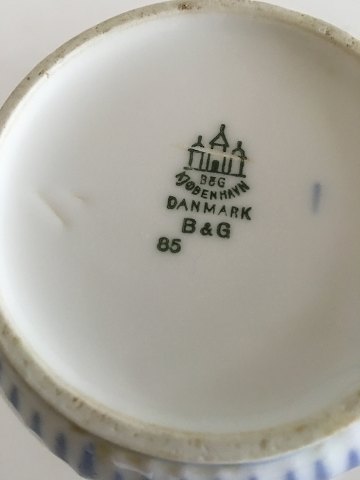 B&G
KJØBENHAVN
DANMARK
B & G
85